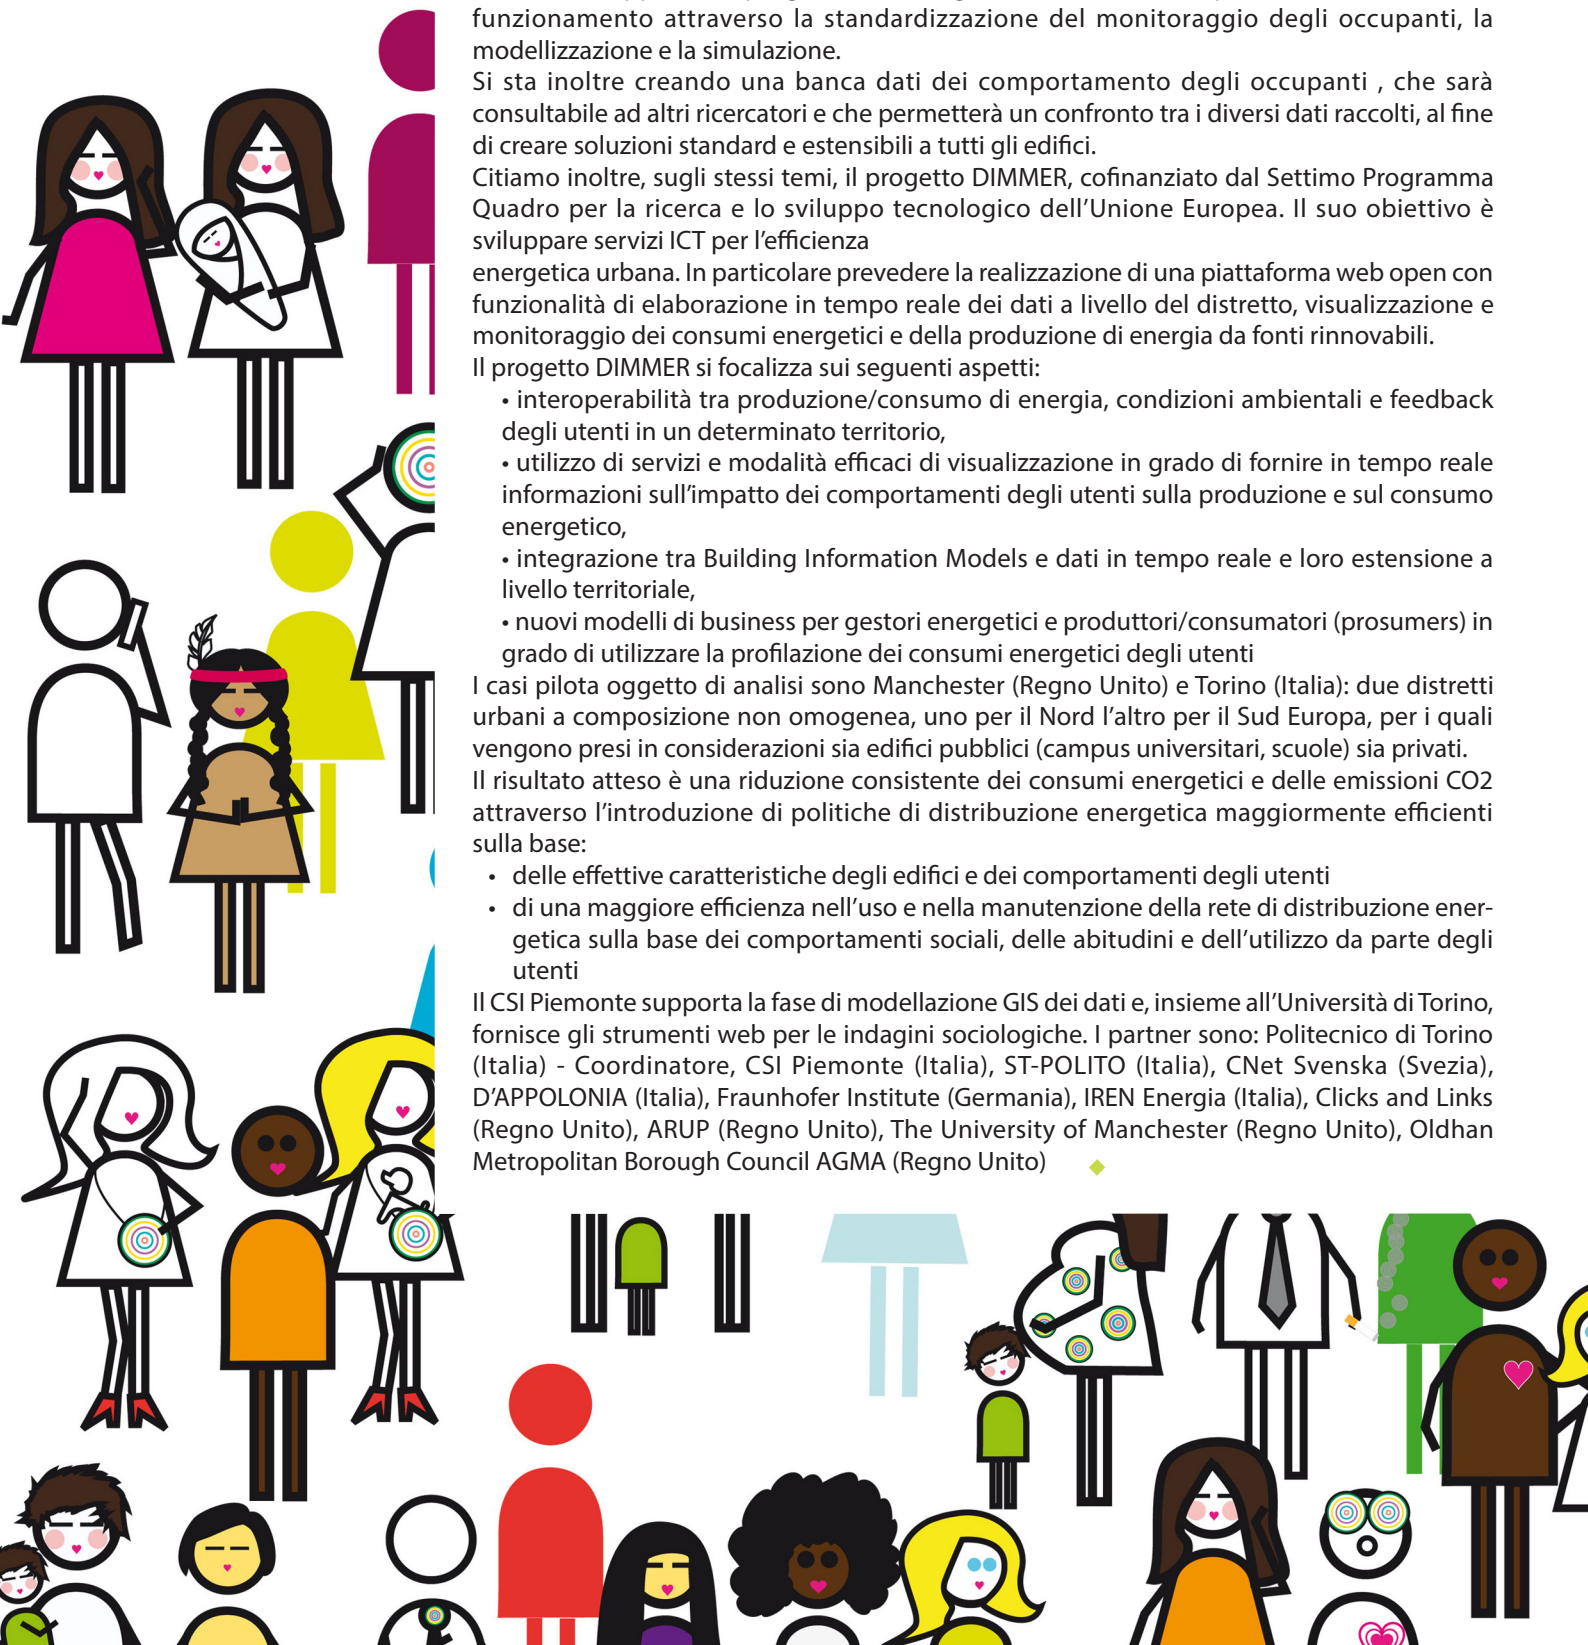 funzionamento attraverso la standardizzazione del monitoraggio degli occupanti, la
modellizzazione e la simulazione.
Si sta inoltre creando una banca dati dei comportamento degli occupanti , che sarà
consultabile ad altri ricercatori e che permetterà un confronto tra i diversi dati raccolti, al fine
di creare soluzioni standard e estensibili a tutti gli edifici.
Citiamo inoltre, sugli stessi temi, il progetto DIMMER, cofinanziato dal Settimo Programma
Quadro per la ricerca e lo sviluppo tecnologico dell'Unione Europea. Il suo obiettivo è
sviluppare servizi ICT per l'efficienza
energetica urbana. In particolare prevedere la realizzazione di una piattaforma web open con
funzionalità di elaborazione in tempo reale dei dati a livello del distretto, visualizzazione e
monitoraggio dei consumi energetici e della produzione di energia da fonti rinnovabili.
Il progetto DIMMER si focalizza sui seguenti aspetti:
• interoperabilità tra produzione/consumo di energia, condizioni ambientali e feedback
degli utenti in un determinato territorio,
• utilizzo di servizi e modalità efficaci di visualizzazione in grado di fornire in tempo reale
informazioni sull'impatto dei comportamenti degli utenti sulla produzione e sul consumo
energetico,
• integrazione tra Building Information Models e dati in tempo reale e loro estensione a
livello territoriale,
• nuovi modelli di business per gestori energetici e produttori/consumatori (prosumers) in
grado di utilizzare la profilazione dei consumi energetici degli utenti
I casi pilota oggetto di analisi sono Manchester (Regno Unito) e Torino (Italia): due distretti
urbani a composizione non omogenea, uno per il Nord l'altro per il Sud Europa, per i quali
vengono presi in considerazioni sia edifici pubblici (campus universitari, scuole) sia privati.
Il risultato atteso è una riduzione consistente dei consumi energetici e delle emissioni CO2
attraverso l'introduzione di politiche di distribuzione energetica maggiormente efficienti
sulla base:
• delle effettive caratteristiche degli edifici e dei comportamenti degli utenti
• di una maggiore efficienza nell'uso e nella manutenzione della rete di distribuzione ener-
getica sulla base dei comportamenti sociali, delle abitudini e dell'utilizzo da parte degli
utenti
Il CSI Piemonte supporta la fase di modellazione GIS dei dati e, insieme all'Università di Torino,
fornisce gli strumenti web per le indagini sociologiche. I partner sono: Politecnico di Torino
(Italia) - Coordinatore, CSI Piemonte (Italia), ST-POLITO (Italia), CNet Svenska (Svezia),
D'APPOLONIA (Italia), Fraunhofer Institute (Germania), IREN Energia (Italia), Clicks and Links
(Regno Unito), ARUP (Regno Unito), The University of Manchester (Regno Unito), Oldhan
Metropolitan Borough Council AGMA (Regno Unito)